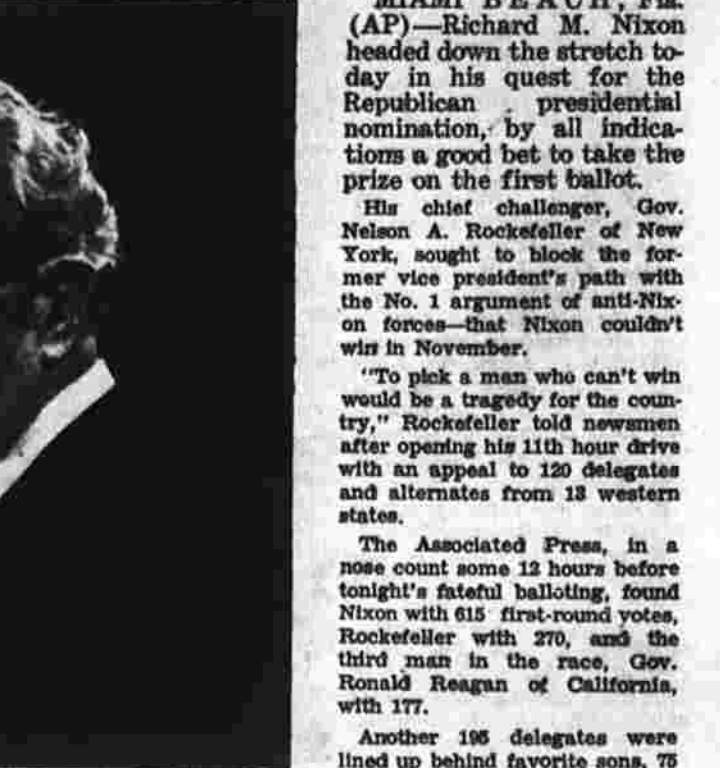 MIAMI BEACH, Fla.
(AP)—Richard M. Nixon
headed down the stretch to-
day in his quest for the
Republican presidential
nomination, by all indica-
tions a good bet to take the
prize on the first ballot.
His chief challenger, Gov.
Nelson A. Rockefeller of New
York, sought to block the for-
mer vice president's path with
the No. 1 argument of anti-Nix-
on forces—that Nixon couldn't
win in November.
"To pick a man who can't win
would be a tragedy for the coun-
try," Rockefeller told newsmen
after opening his 11th hour drive
with an appeal to 120 delegates
and alternates from 13 western
states.
The Associated Press, in a
nose count some 12 hours before
tonight's fateful balloting, found
Nixon with 615 first-round votes,
Rockefeller with 270, and the
third man in the race, Gov.
Ronald Reagan of California,
with 177.
Another 195 delegates were
lined up behind favorite sons, 75